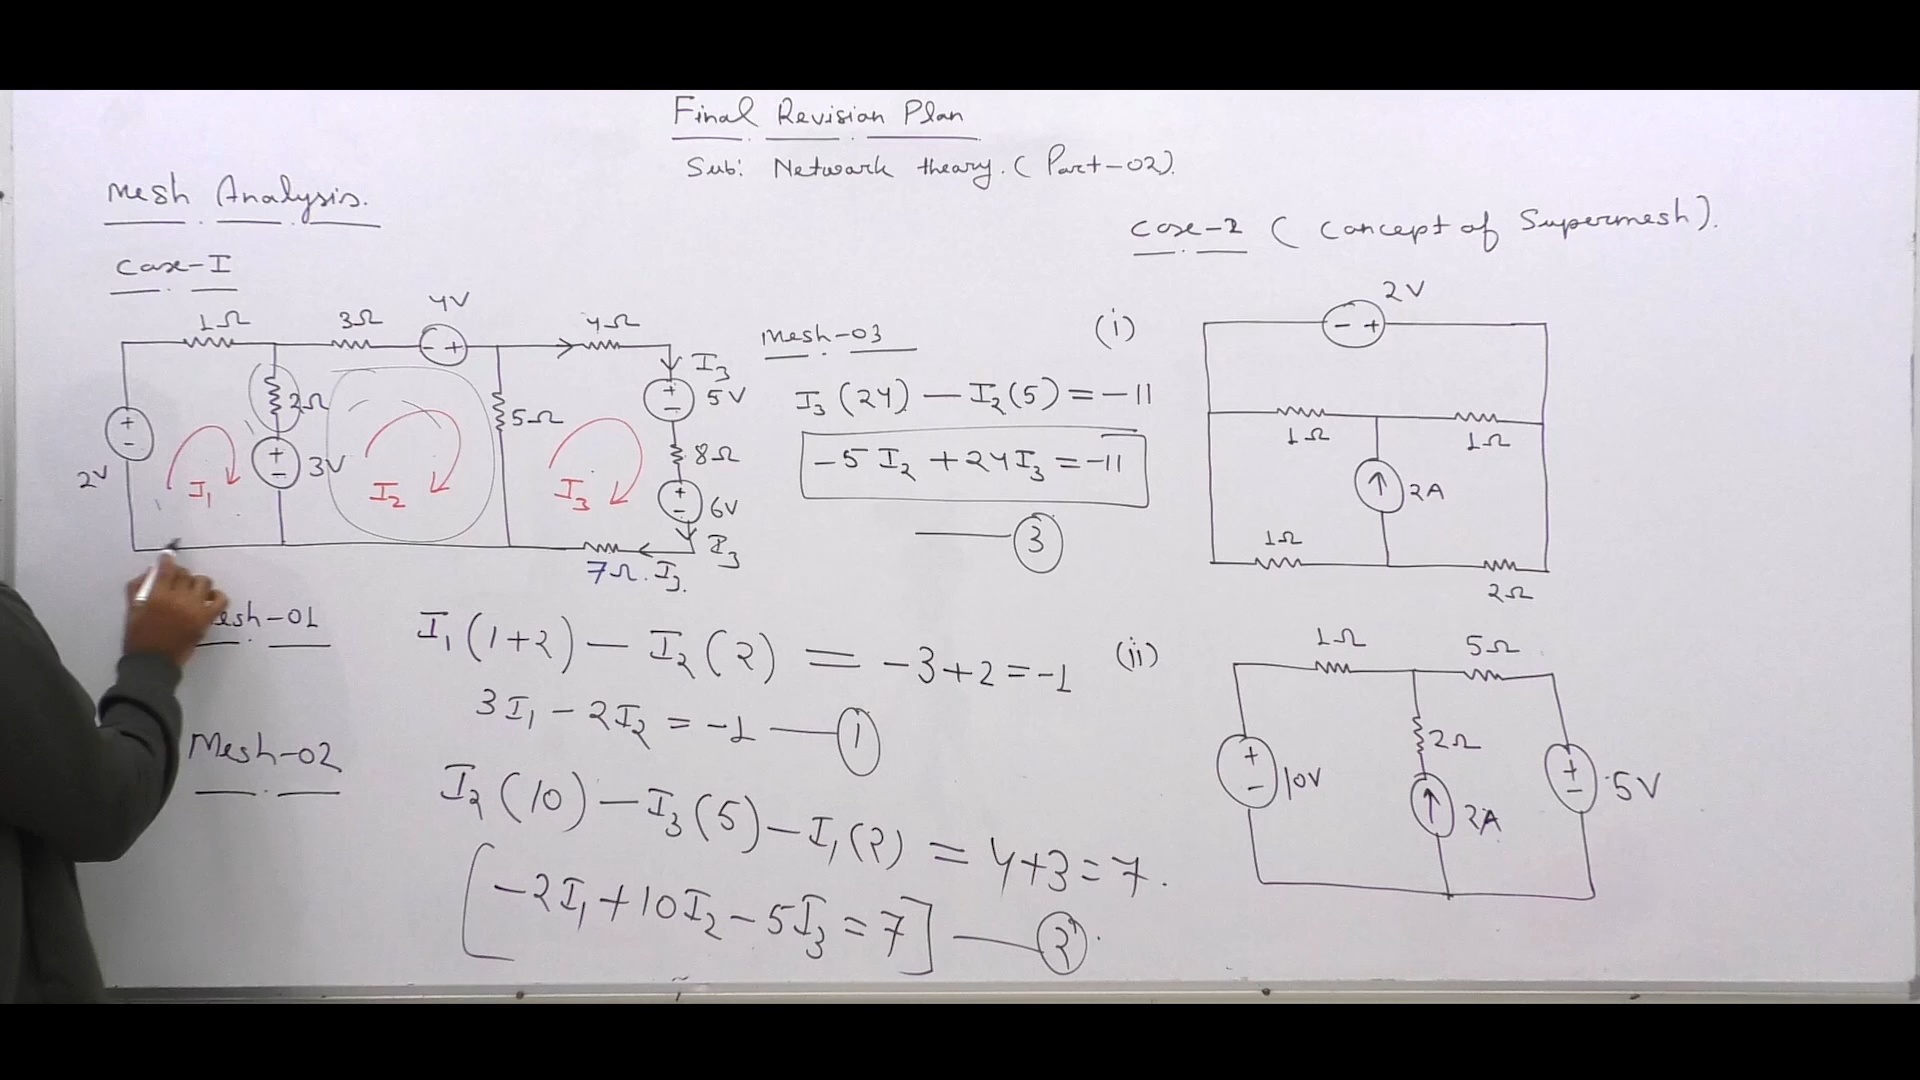 Final Revision Plan
Sub: Network theory. (Part-02).
Mesh Analysis.
Case-I
1Ω
3Ω
4V
4Ω
2Ω
5Ω
I3
5V
2V
3V
8Ω
I1
I2
I3
6V
I3
7Ω. I3.
Mesh-03
I3 (24) - I2 (5) = -11
-5 I2 + 24 I3 = -11
3
esh-01
I1 (1+2) - I2 (2) = -3+2 = -1
3I1 - 2I2 = -1 — 1
Mesh-02
I2 (10) - I3 (5) - I1 (2) = 4+3 = 7.
[-2I1 + 10I2 - 5I3 = 7] — 2
Case-2 (Concept of Supermesh).
(i)
2V
- +
1Ω
1Ω
2A
1Ω
2Ω
(ii)
1Ω
5Ω
2Ω
10V
2A
5V